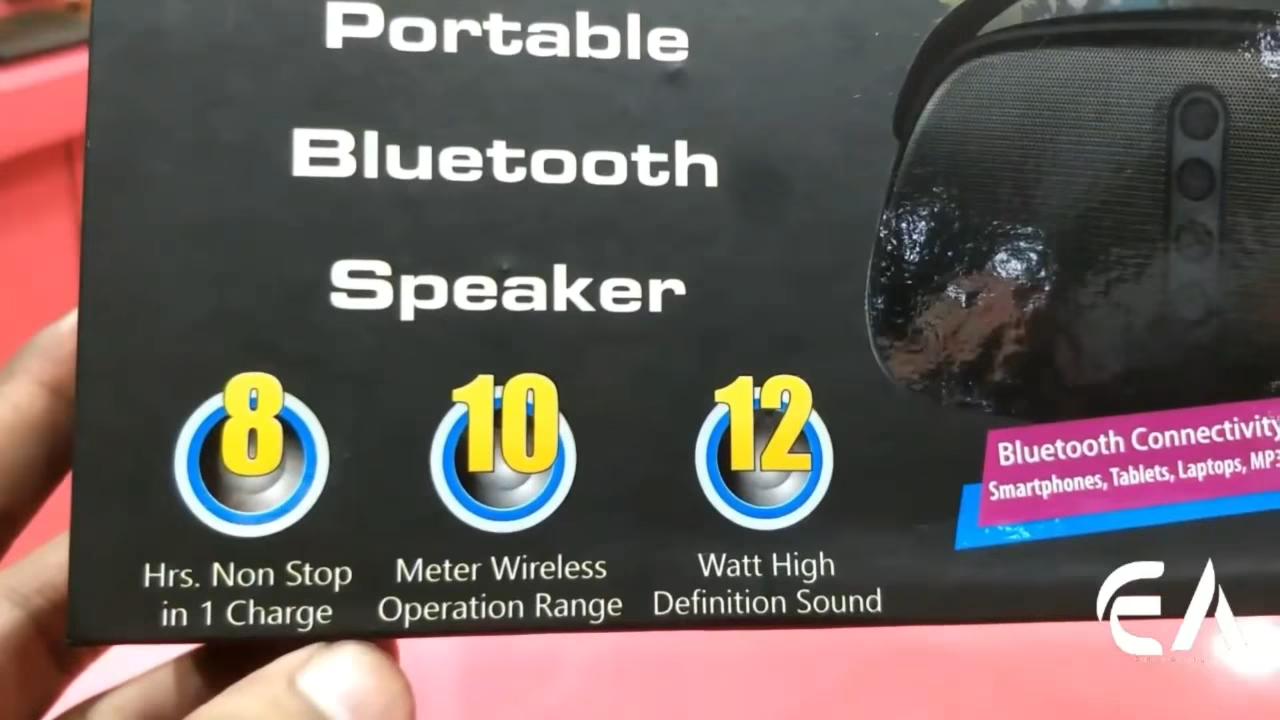 Portable
Bluetooth
Speaker
8
Hrs. Non Stop
in 1 Charge
10
Meter Wireless
Operation Range
12
Watt High
Definition Sound
Bluetooth Connectivity
Smartphones, Tablets, Laptops, MP3
EA